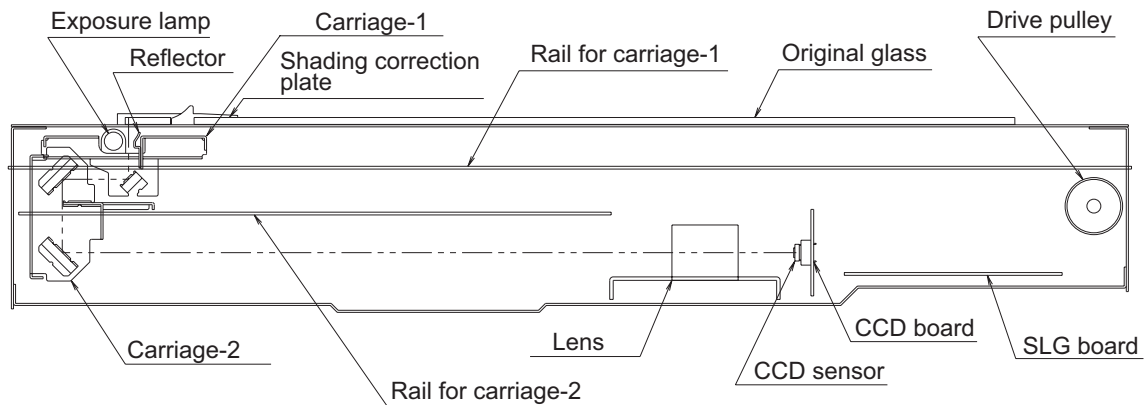 Exposure lamp
Carriage-1
Drive pulley
Reflector
Shading correction
plate
Rail for carriage-1
Original glass
Carriage-2
Rail for carriage-2
Lens
CCD sensor
CCD board
SLG board